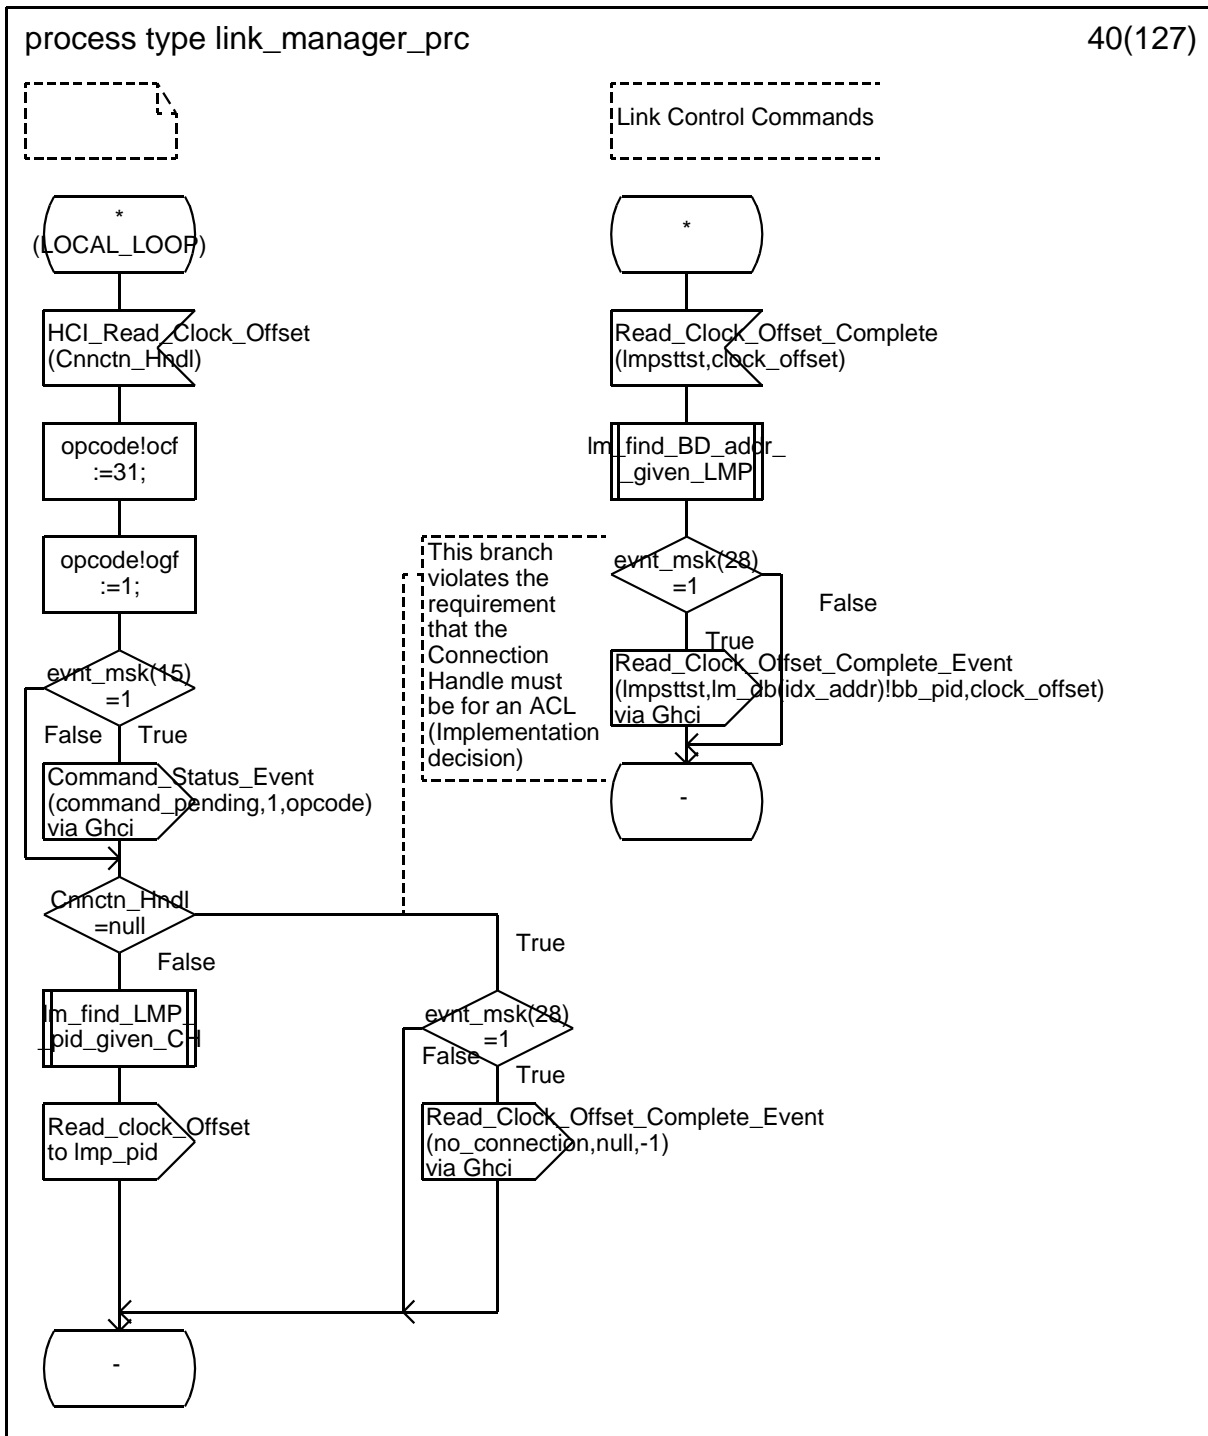 process type link_manager_prc
40(127)
Link Control Commands
*
(LOCAL_LOOP)
HCI_Read_Clock_Offset
(Cnnctn_Hndl)
opcode!ocf
:=31;
opcode!ogf
:=1;
evnt_msk(15)
=1
False
True
Command_Status_Event
(command_pending,1,opcode)
via Ghci
Cnnctn_Hndl
=null
False
True
lm_find_LMP_
_pid_given_CH
Read_clock_Offset
to lmp_pid
evnt_msk(28)
=1
False
True
Read_Clock_Offset_Complete_Event
(no_connection,null,-1)
via Ghci
-
This branch
violates the
requirement
that the
Connection
Handle must
be for an ACL
(Implementation
decision)
*
Read_Clock_Offset_Complete
(lmpsttst,clock_offset)
lm_find_BD_addr_
_given_LMP
evnt_msk(28)
=1
False
True
Read_Clock_Offset_Complete_Event
(lmpsttst,lm_db(idx_addr)!bb_pid,clock_offset)
via Ghci
-